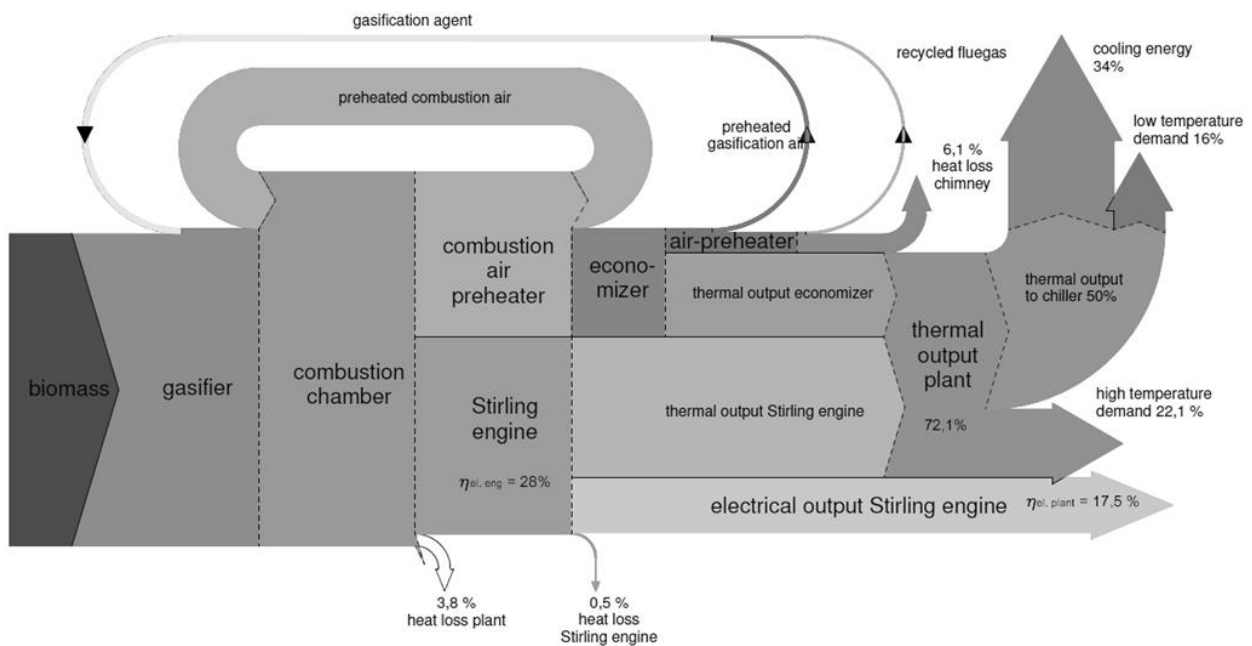 gasification agent
recycled fluegas
cooling energy
34%
preheated combustion air
preheated
gasification air
low temperature
demand 16%
6,1 %
heat loss
chimney
combustion
air
preheater
econo-
mizer
air-preheater
thermal output economizer
thermal output
to chiller 50%
thermal
output
plant
72,1%
biomass
gasifier
combustion
chamber
Stirling
engine
ηel. eng = 28%
thermal output Stirling engine
high temperature
demand 22,1 %
electrical output Stirling engine
ηel. plant = 17,5 %
3,8 %
heat loss plant
0,5 %
heat loss
Stirling engine